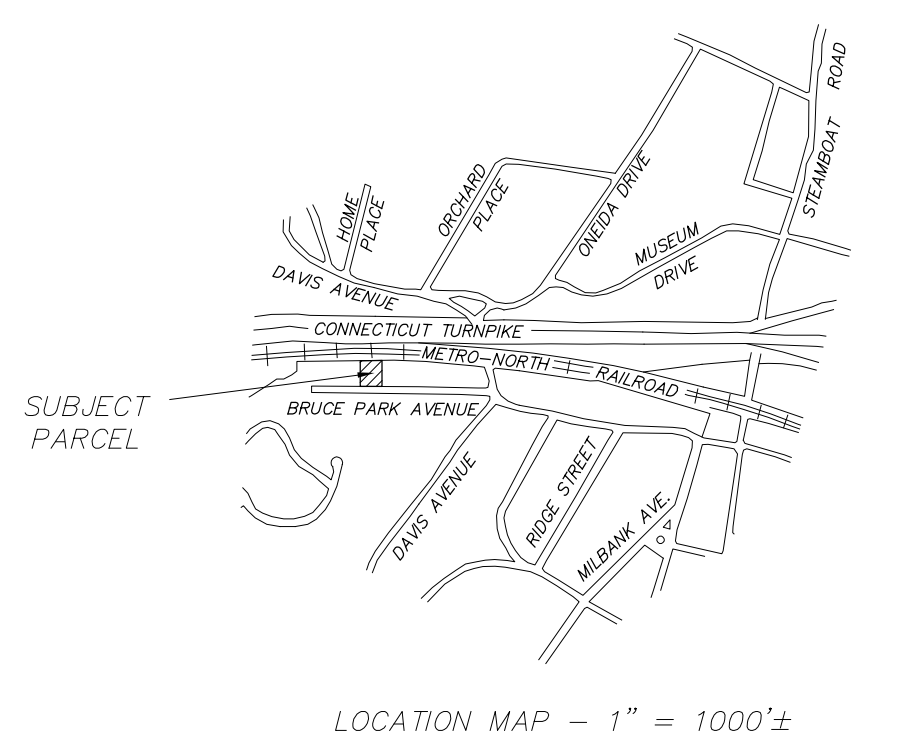 STEAMBOAT ROAD
ORCHARD
PLACE
ONEIDA DRIVE
HOME
PLACE
MUSEUM
DRIVE
DAVIS AVENUE
CONNECTICUT TURNPIKE
METRO-NORTH RAILROAD
SUBJECT
PARCEL
BRUCE PARK AVENUE
DAVIS AVENUE
RIDGE STREET
MILBANK AVE.
LOCATION MAP - 1" = 1000'±